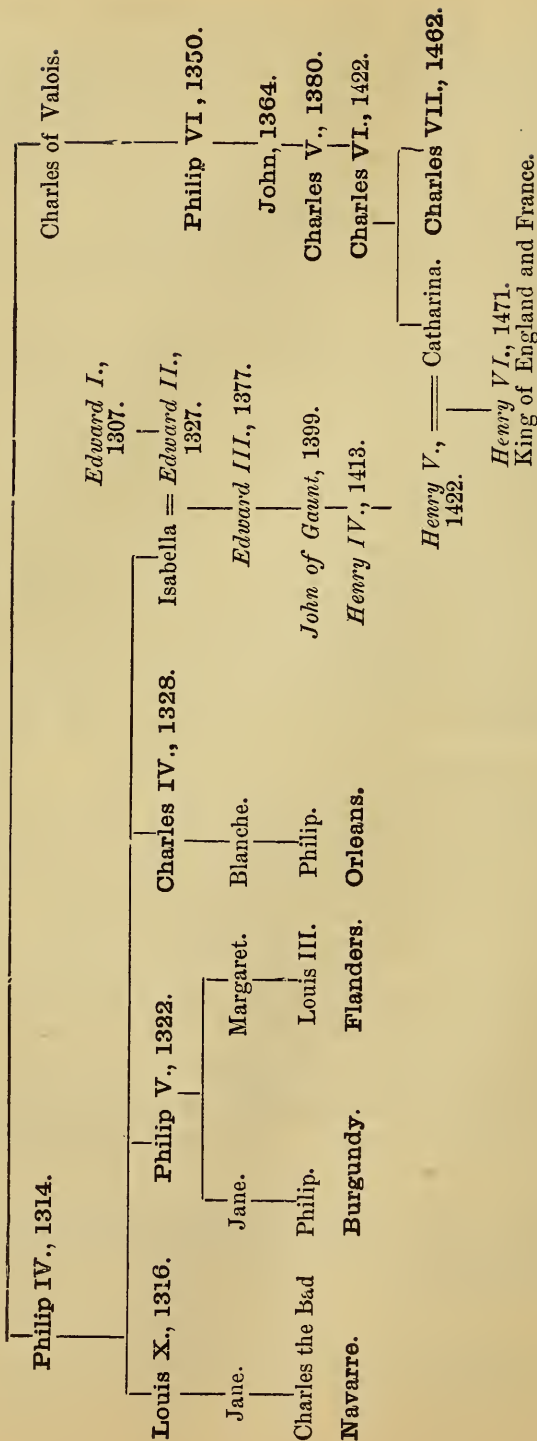 Philip IV., 1314.
Charles of Valois.
Edward I.,
1307.
Louis X., 1316.
Philip V., 1322.
Charles IV., 1328.
Isabella = Edward II.,
1327.
Philip VI, 1350.
Jane.
Jane.
Margaret.
Blanche.
Edward III., 1377.
John, 1364.
Charles the Bad
Philip.
Louis III.
Philip.
John of Gaunt, 1399.
Charles V., 1380.
Navarre.
Burgundy.
Flanders.
Orleans.
Henry IV., 1413.
Charles VI., 1422.
Henry V., = Catharina. Charles VII., 1462.
1422.
Henry VI., 1471.
King of England and France.